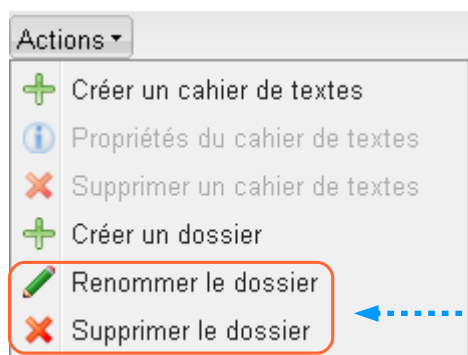 Actions
Créer un cahier de textes
Propriétés du cahier de textes
Supprimer un cahier de textes
Créer un dossier
Renommer le dossier
Supprimer le dossier